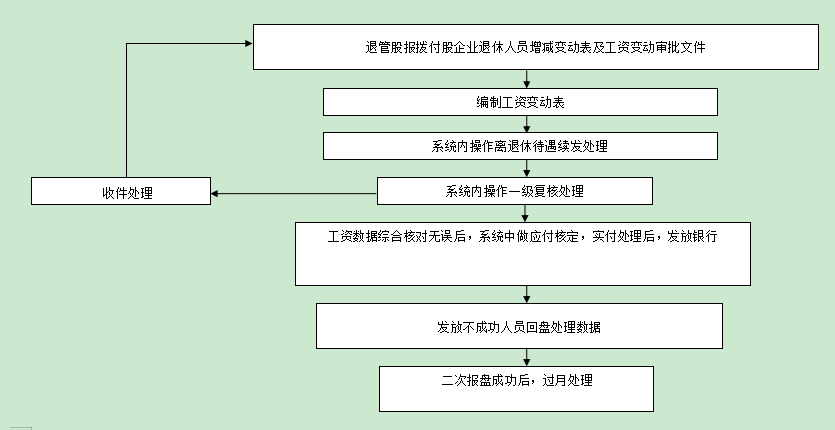 退管股报拨付股企业退休人员增减变动表及工资变动审批文件
编制工资变动表
系统内操作离退休待遇续发处理
收件处理
系统内操作一级复核处理
工资数据综合核对无误后，系统中做应付核定，实付处理后，发放银行
发放不成功人员回盘处理数据
二次报盘成功后，过月处理